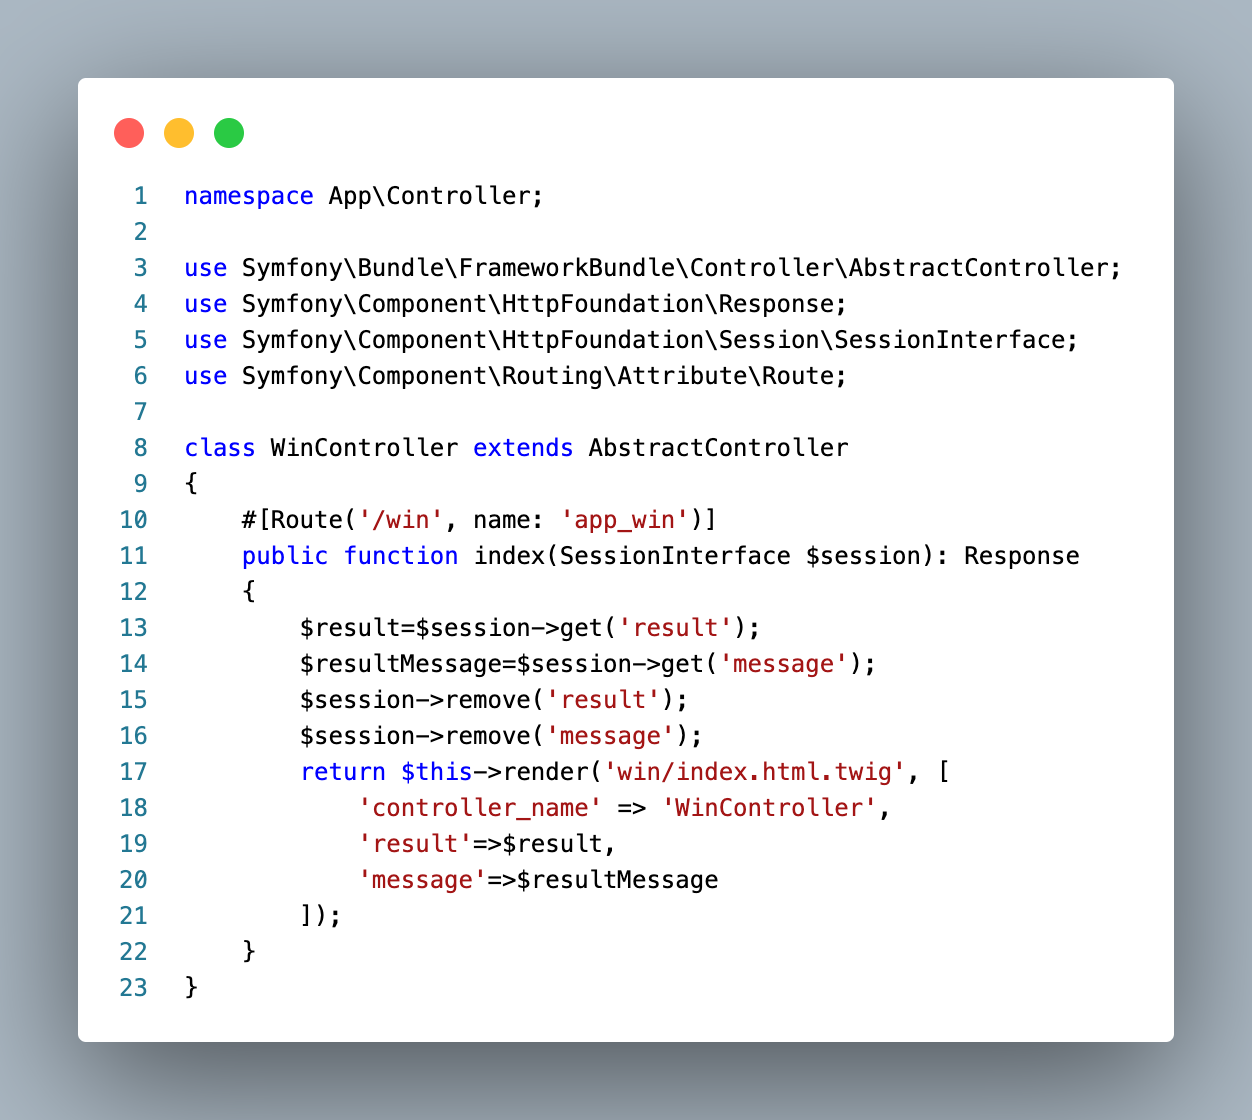 1 namespace App\Controller;
2
3 use Symfony\Bundle\FrameworkBundle\Controller\AbstractController;
4 use Symfony\Component\HttpFoundation\Response;
5 use Symfony\Component\HttpFoundation\Session\SessionInterface;
6 use Symfony\Component\Routing\Attribute\Route;
7
8 class WinController extends AbstractController
9 {
10     #[Route('/win', name: 'app_win')]
11     public function index(SessionInterface $session): Response
12     {
13         $result=$session->get('result');
14         $resultMessage=$session->get('message');
15         $session->remove('result');
16         $session->remove('message');
17         return $this->render('win/index.html.twig', [
18             'controller_name' => 'WinController',
19             'result'=>$result,
20             'message'=>$resultMessage
21         ]);
22     }
23 }